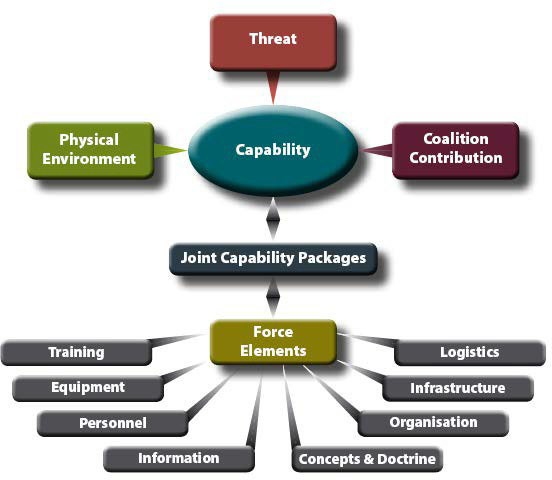 Threat
Physical
Environment
Capability
Coalition
Contribution
Joint Capability Packages
Force
Elements
Training
Logistics
Equipment
Infrastructure
Personnel
Organisation
Information
Concepts & Doctrine